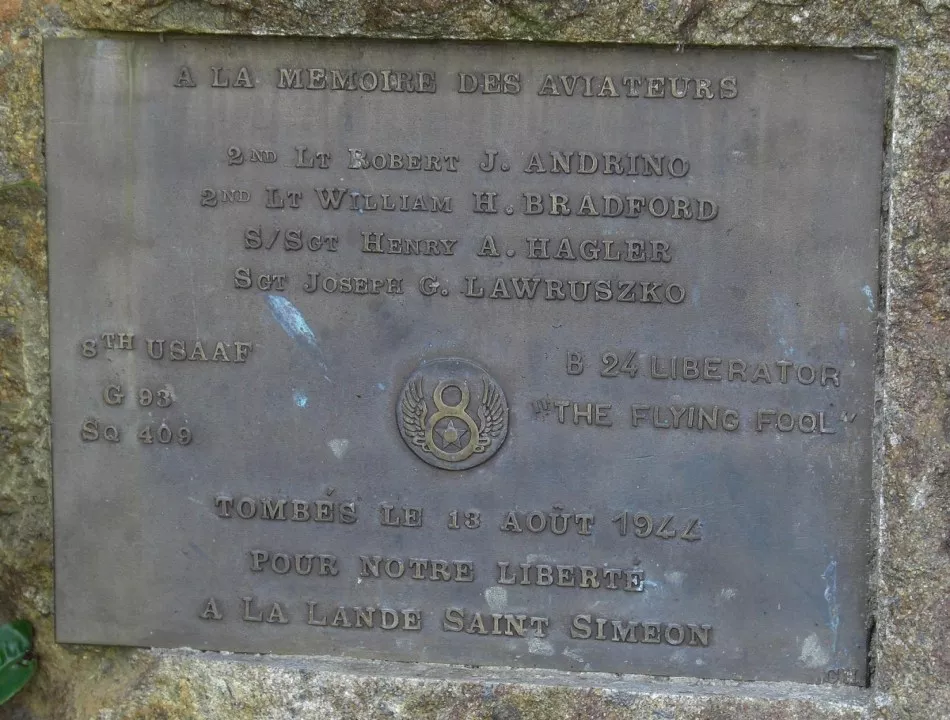 A LA MEMOIRE DES AVIATEURS
2ND LT ROBERT J. ANDRINO
2ND LT WILLIAM H. BRADFORD
S/SGT HENRY A. HAGLER
SGT JOSEPH G. LAWRUSZKO
8TH USAAF
G 93
SQ 409
8
B 24 LIBERATOR
"THE FLYING FOOL"
TOMBÉS LE 13 AOÛT 1944
POUR NOTRE LIBERTÉ
A LA LANDE SAINT SIMEON